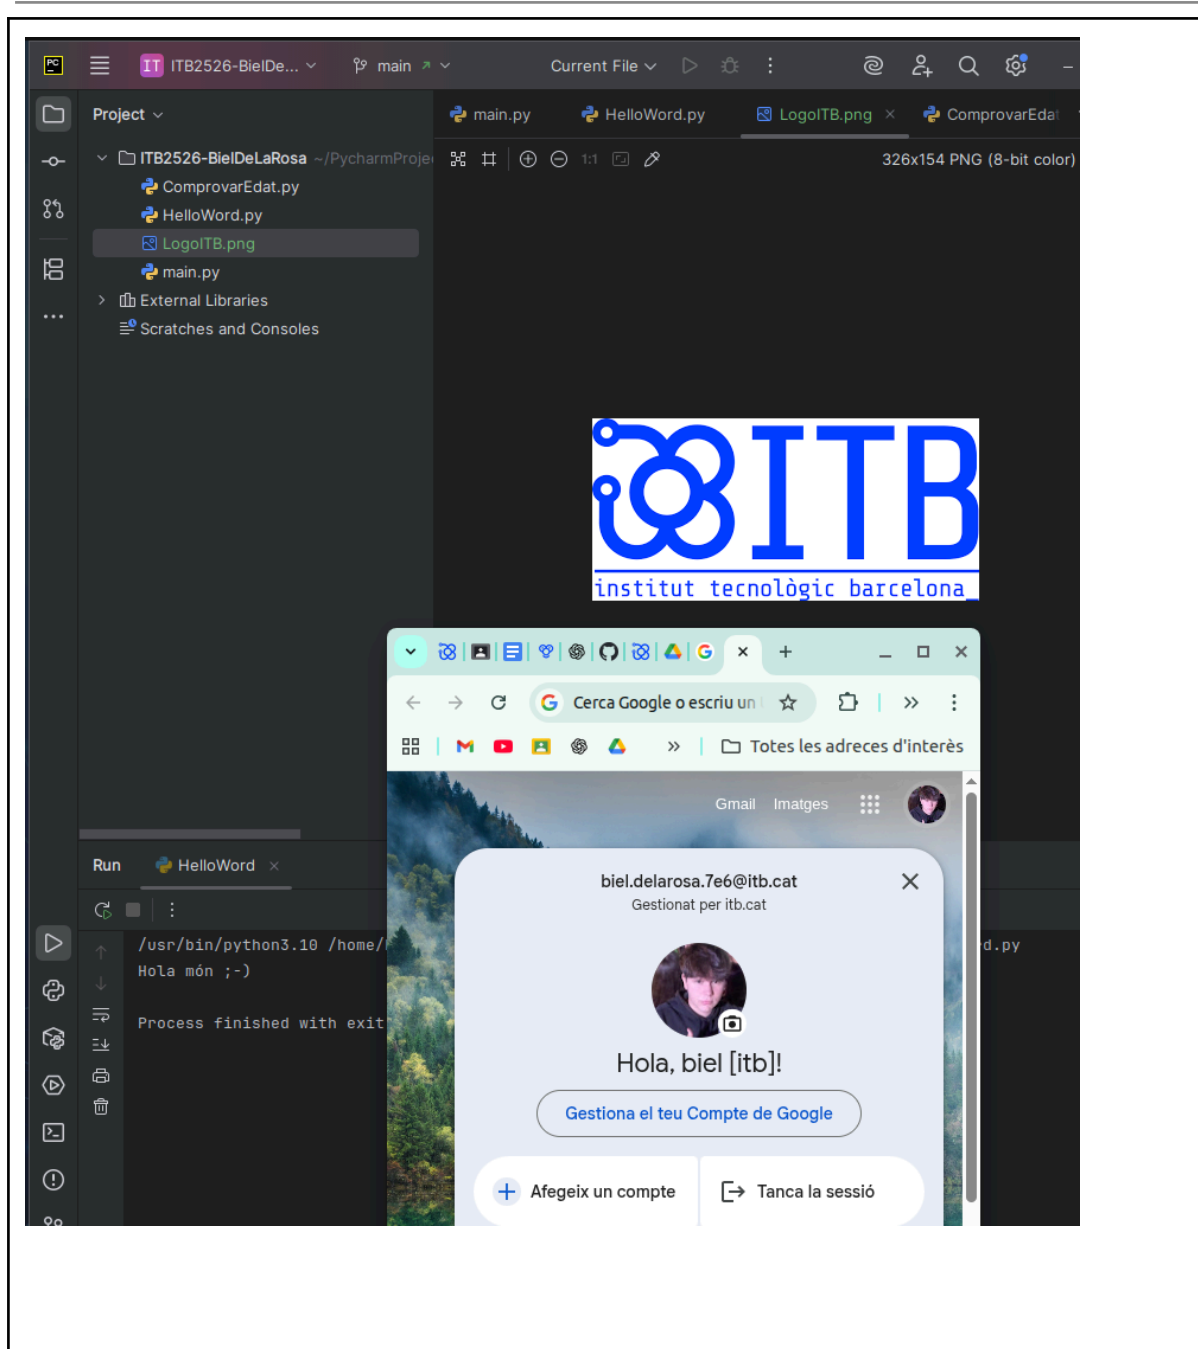 PC
IT ITB2526-BielDe... main Current File
Project
main.py HelloWord.py LogoITB.png ComprovarEdat
ITB2526-BielDeLaRosa ~/PycharmProje
1:1 326x154 PNG (8-bit color)
ComprovarEdat.py
HelloWord.py
LogoITB.png
main.py
External Libraries
Scratches and Consoles
ITB
institut tecnològic barcelona_
Cerca Google o escriu un
Totes les adreces d'interès
Gmail Imatges
Run HelloWord
biel.delarosa.7e6@itb.cat
Gestionat per itb.cat
/usr/bin/python3.10 /home/ d.py
Hola món ;-)
Process finished with exit
Hola, biel [itb]!
Gestiona el teu Compte de Google
Afegeix un compte Tanca la sessió